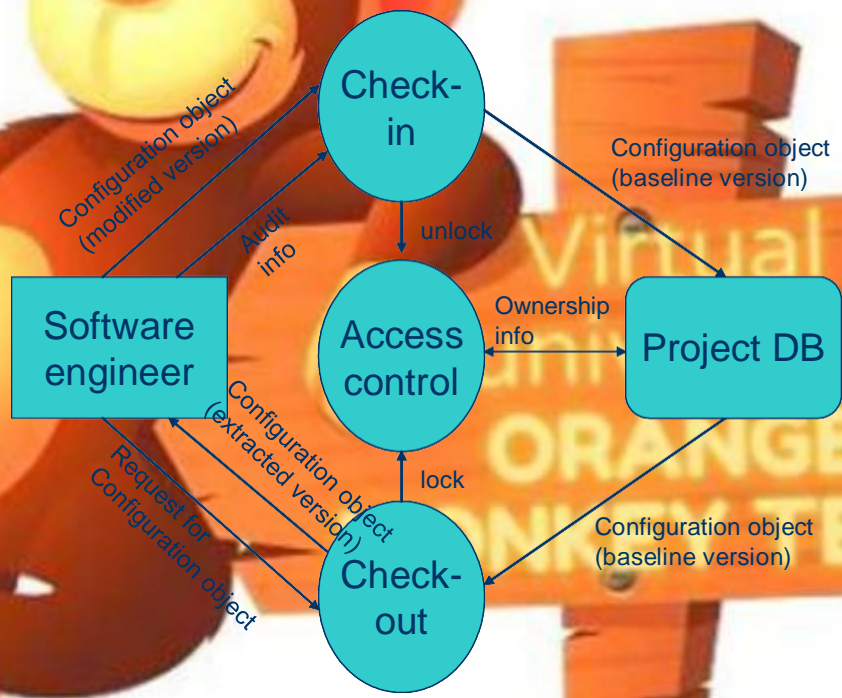 Check-
in
Configuration object
(modified version)
Configuration object
(baseline version)
Audit
info
unlock
Virtual
Software
engineer
Access
control
Ownership
info
Project DB
ORANGE
Configuration object
(extracted version)
Request for
Configuration object
lock
Configuration object
(baseline version)
Check-
out